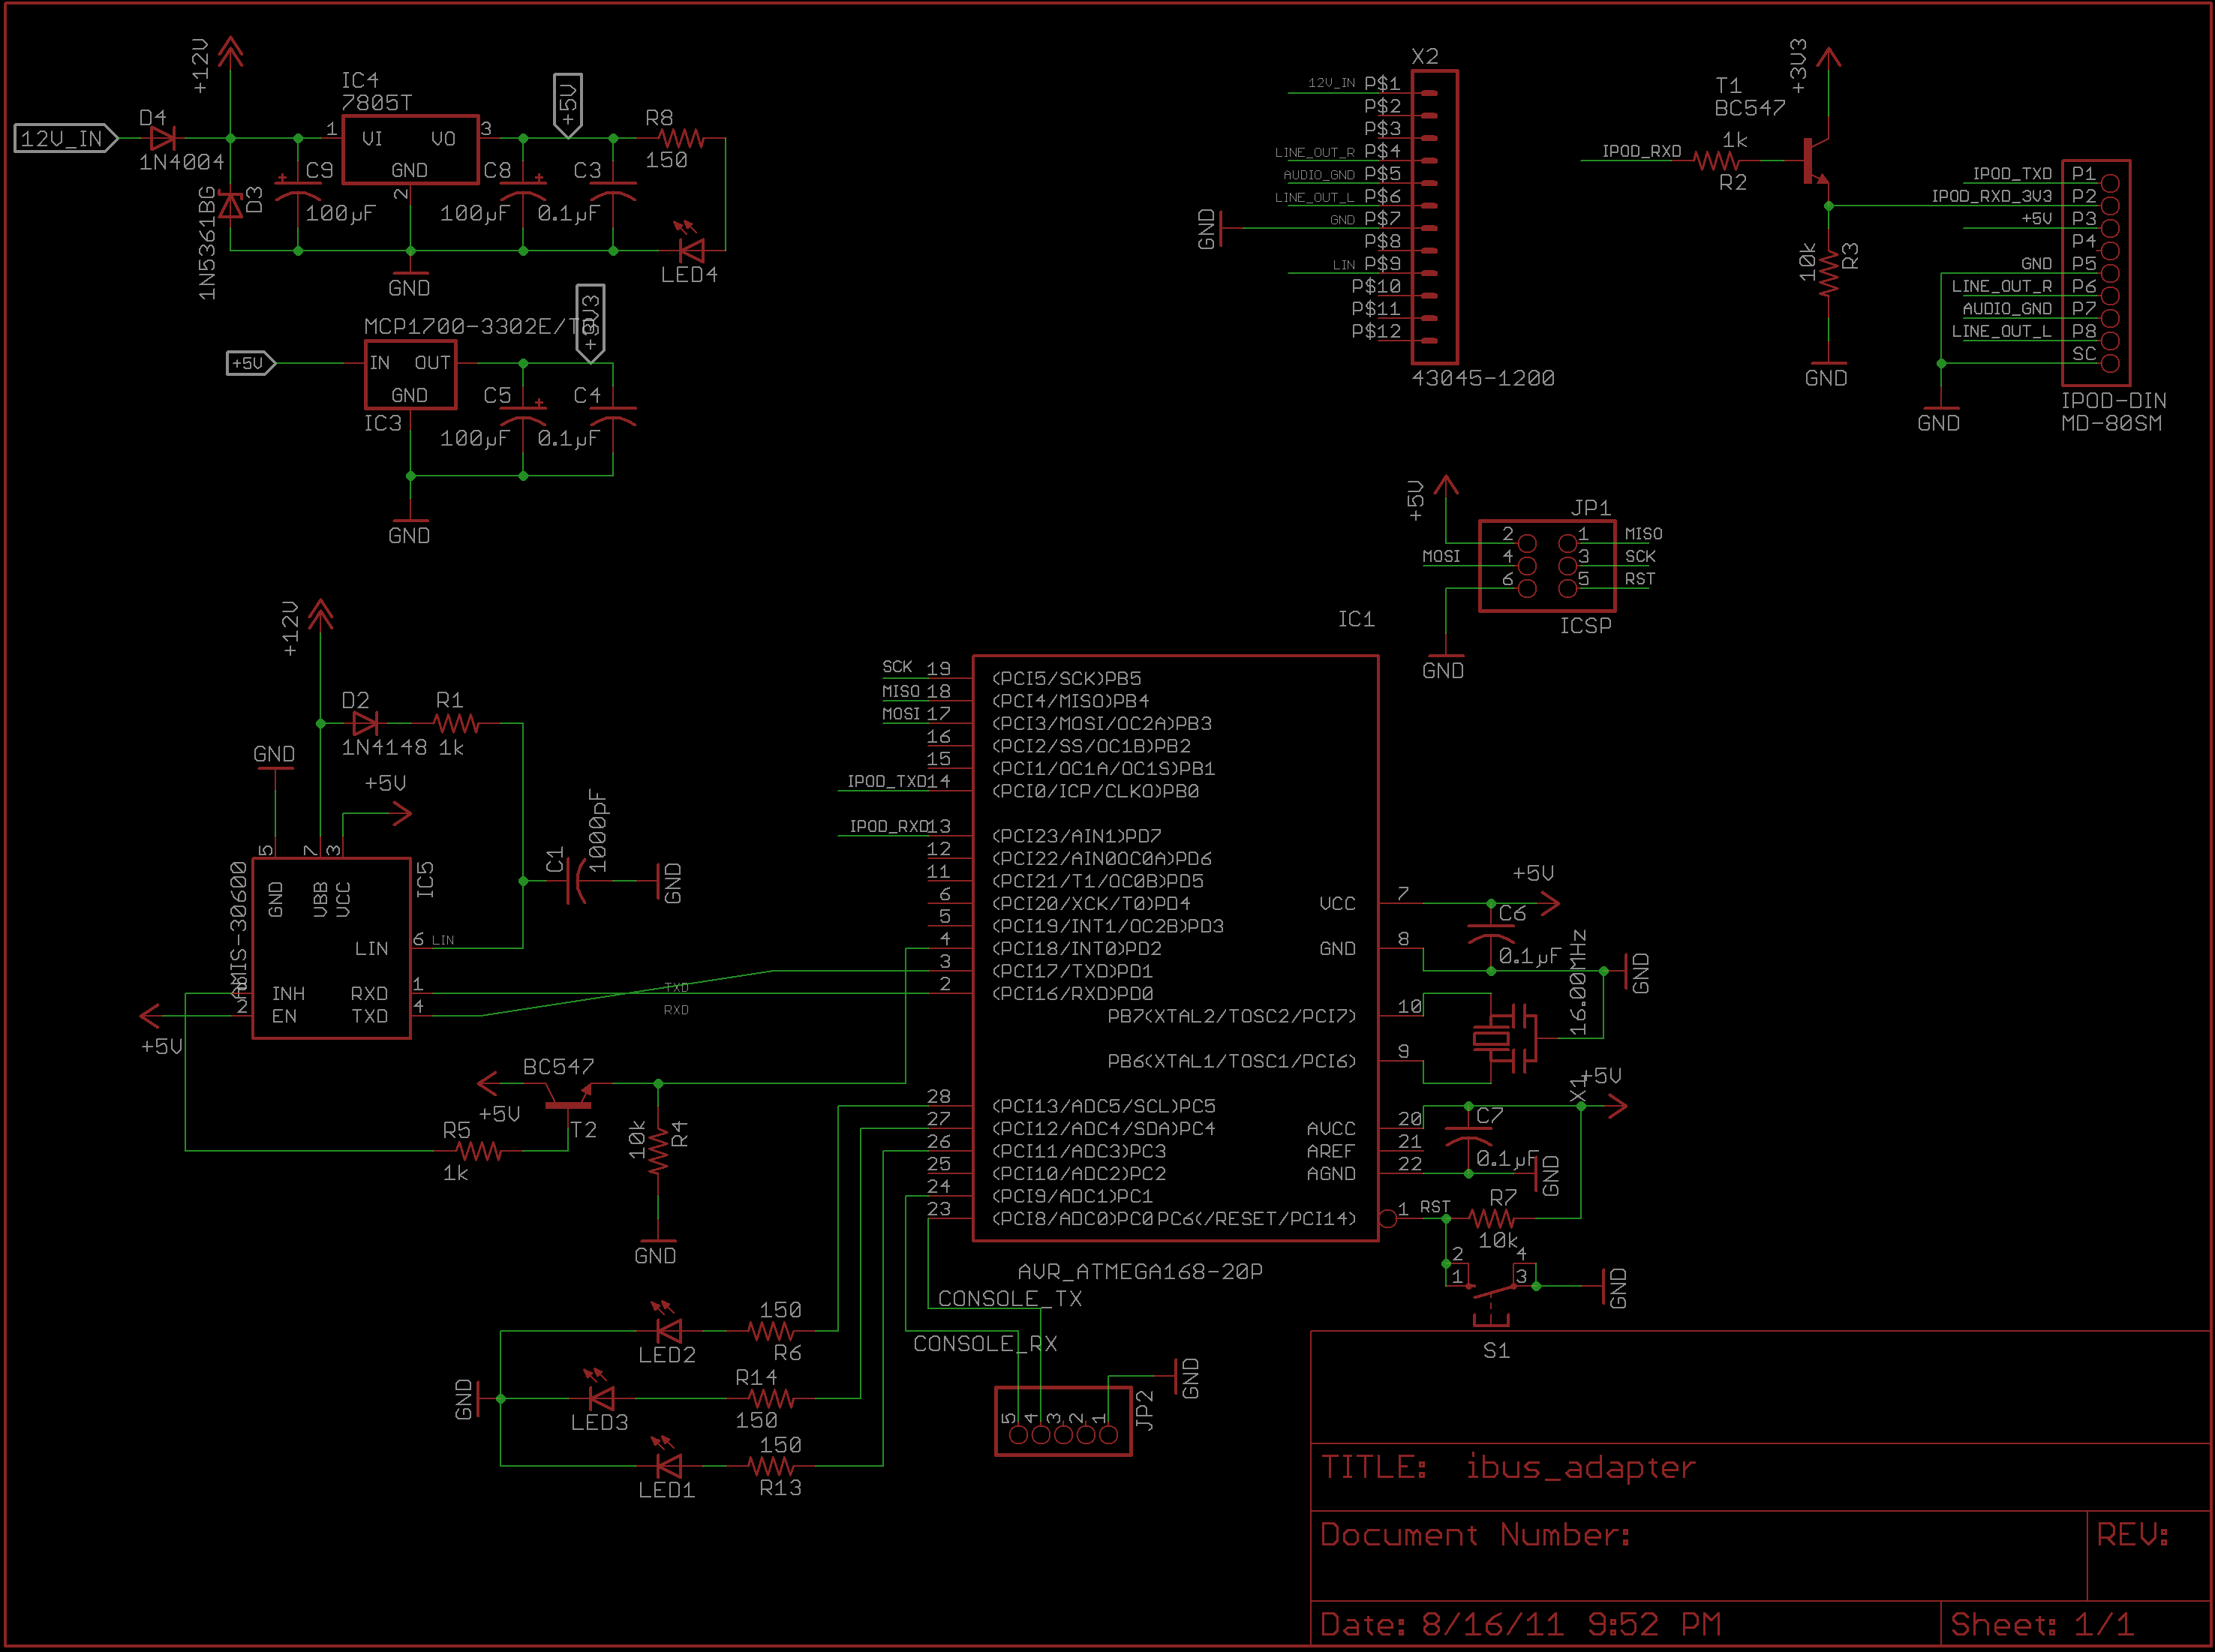 +12V
IC4
7805T
12V_IN
D4
1N4004
1
VI
VO
3
GND
2
+5V
R8
150
C9
100µF
C8
100µF
C3
0.1µF
D3
1N5361BG
LED4
GND
MCP1700-3302E/
+3V3
+5V
IN
OUT
GND
IC3
C5
100µF
C4
0.1µF
GND
X2
12V_IN P$1
P$2
P$3
LINE_OUT_R P$4
AUDIO_GND P$5
LINE_OUT_L P$6
GND P$7
P$8
LIN P$9
P$10
P$11
P$12
GND
43045-1200
T1
BC547
+3V3
IPOD_RXD
1k
R2
10k
R3
GND
IPOD_TXD P1
IPOD_RXD_3V3 P2
+5V P3
P4
GND P5
LINE_OUT_R P6
AUDIO_GND P7
LINE_OUT_L P8
SC
GND
IPOD-DIN
MD-80SM
+5V
JP1
2 1 MISO
MOSI 4 3 SCK
6 5 RST
ICSP
GND
+12V
D2
1N4148
R1
1k
GND
+5V
C1
1000pF
GND
5
7
3
MIS-30600
IC5
GND
VBB
VCC
LIN
6 LIN
8 INH
RXD 1
2 EN
TXD 4
+5V
TXD
RXD
BC547
+5V
T2
R5
1k
10k
R4
GND
IC1
SCK 19 (PCI5/SCK)PB5
MISO 18 (PCI4/MISO)PB4
MOSI 17 (PCI3/MOSI/OC2A)PB3
16 (PCI2/SS/OC1B)PB2
15 (PCI1/OC1A/OC1S)PB1
IPOD_TXD 14 (PCI0/ICP/CLKO)PB0
IPOD_RXD 13 (PCI23/AIN1)PD7
12 (PCI22/AIN0OC0A)PD6
11 (PCI21/T1/OC0B)PD5
6 (PCI20/XCK/T0)PD4
5 (PCI19/INT1/OC2B)PD3
4 (PCI18/INT0)PD2
3 (PCI17/TXD)PD1
2 (PCI16/RXD)PD0
28 (PCI13/ADC5/SCL)PC5
27 (PCI12/ADC4/SDA)PC4
26 (PCI11/ADC3)PC3
25 (PCI10/ADC2)PC2
24 (PCI9/ADC1)PC1
23 (PCI8/ADC0)PC0
VCC 7
GND 8
PB7(XTAL2/TOSC2/PCI7) 10
PB6(XTAL1/TOSC1/PCI6) 9
AVCC 20
AREF 21
AGND 22
PC6(/RESET/PCI14) 1 RST
AVR_ATMEGA168-20P
+5V
C6
0.1µF
GND
16.00MHz
X1
+5V
C7
0.1µF
GND
R7
10k
2
1
4
3
GND
S1
CONSOLE_TX
CONSOLE_RX
GND
JP2
5 4 3 2 1
150
LED2
R6
GND
R14
LED3
150
150
LED1
R13
TITLE: ibus_adapter
Document Number:
REV:
Date: 8/16/11 9:52 PM
Sheet: 1/1